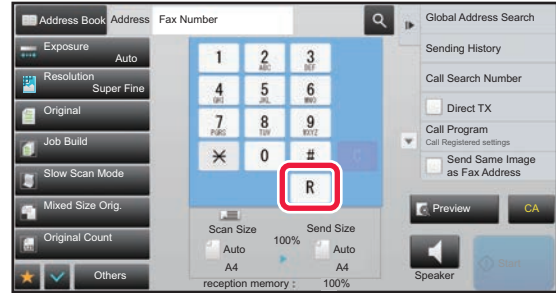 Address Book
Address
Fax Number
Exposure
Auto
Resolution
Super Fine
Original
Job Build
Slow Scan Mode
Mixed Size Orig.
Original Count
Others
1
2
ABC
3
DEF
4
GHI
5
JKL
6
MNO
7
PQRS
8
TUV
9
WXYZ
0
#
C
R
Scan Size
Auto
A4
100%
Send Size
Auto
A4
reception memory : 100%
Global Address Search
Sending History
Call Search Number
Direct TX
Call Program
Call Registered settings
Send Same Image
as Fax Address
Preview
CA
Speaker
Start